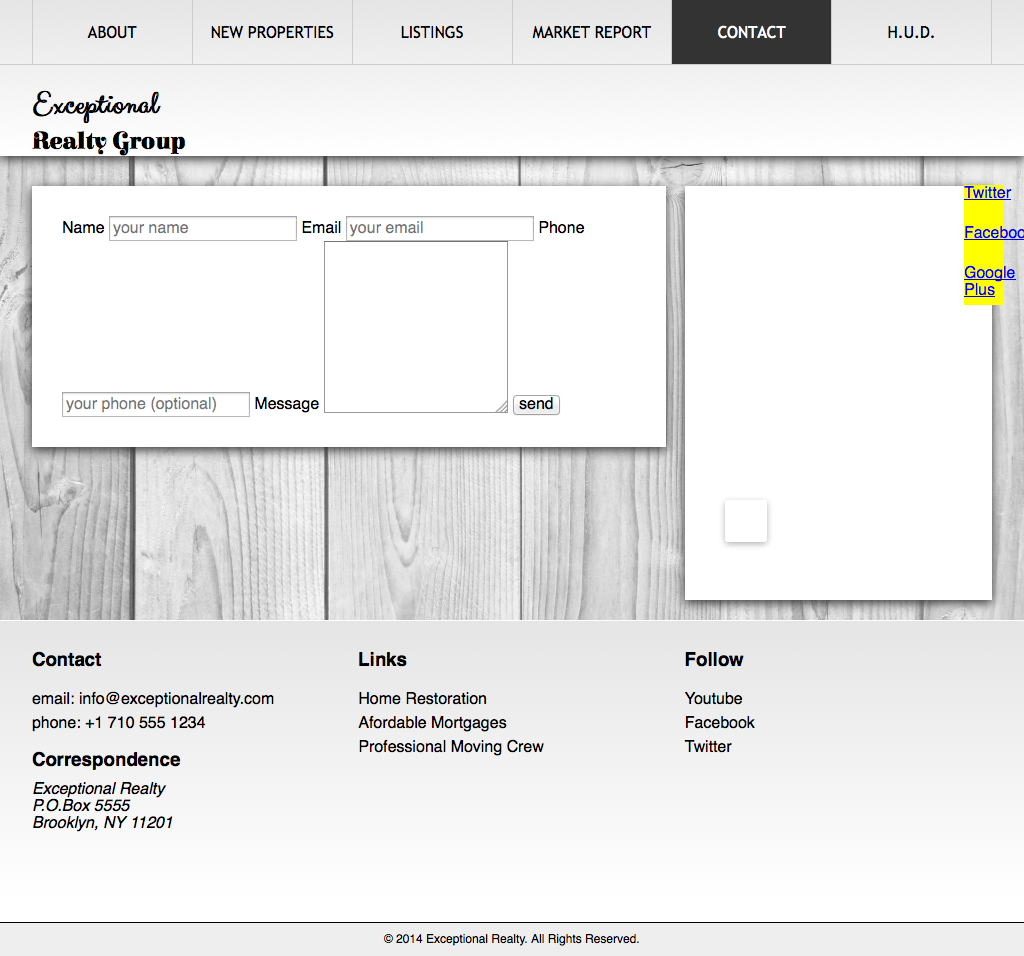 ABOUT NEW PROPERTIES LISTINGS MARKET REPORT CONTACT H.U.D.
Exceptional
Realty Group
Name your name Email your email Phone
your phone (optional) Message send
Twitter
Faceboo
Google
Plus
Contact
email: info@exceptionalrealty.com
phone: +1 710 555 1234
Correspondence
Exceptional Realty
P.O.Box 5555
Brooklyn, NY 11201
Links
Home Restoration
Afordable Mortgages
Professional Moving Crew
Follow
Youtube
Facebook
Twitter
© 2014 Exceptional Realty. All Rights Reserved.